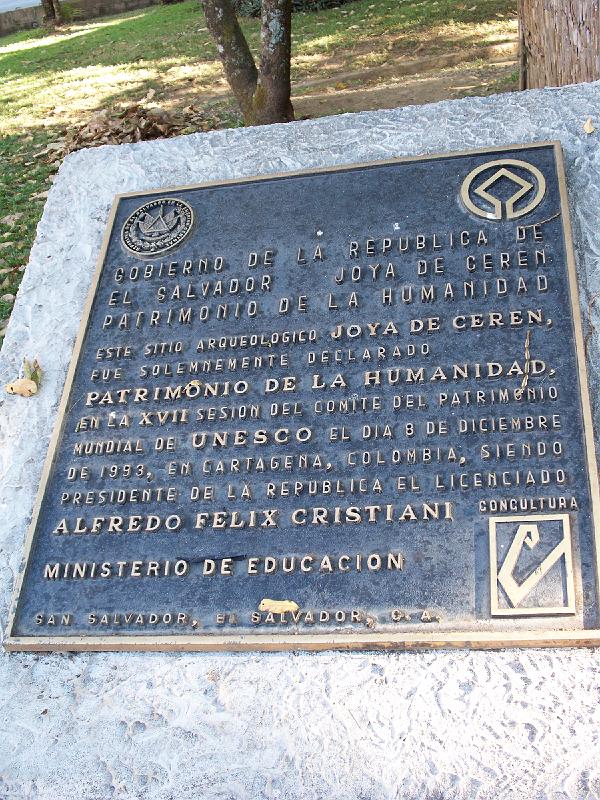 GOBIERNO DE LA REPUBLICA DE
EL SALVADOR JOYA DE CEREN
PATRIMONIO DE LA HUMANIDAD
ESTE SITIO ARQUEOLOGICO JOYA DE CEREN,
FUE SOLEMNEMENTE DECLARADO
PATRIMONIO DE LA HUMANIDAD,
EN LA XVII SESION DEL COMITE DEL PATRIMONIO
MUNDIAL DE UNESCO EL DIA 8 DE DICIEMBRE
DE 1993, EN CARTAGENA, COLOMBIA, SIENDO
PRESIDENTE DE LA REPUBLICA EL LICENCIADO
ALFREDO FELIX CRISTIANI
CONCULTURA
MINISTERIO DE EDUCACION
SAN SALVADOR, EL SALVADOR, C.A.